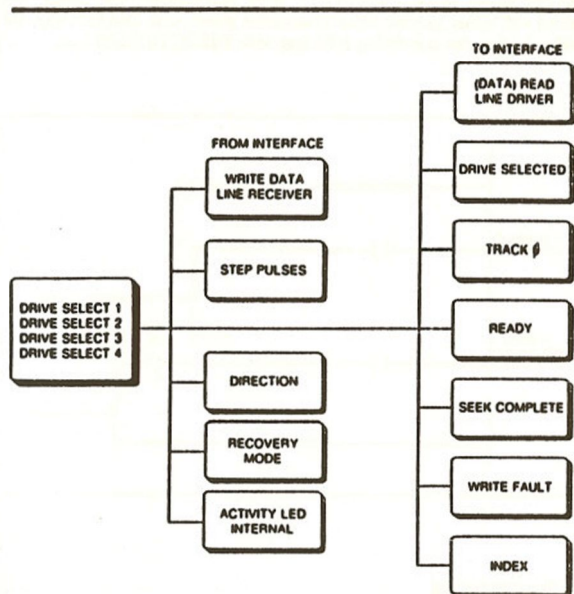 DRIVE SELECT 1
DRIVE SELECT 2
DRIVE SELECT 3
DRIVE SELECT 4
FROM INTERFACE
WRITE DATA
LINE RECEIVER
STEP PULSES
DIRECTION
RECOVERY
MODE
ACTIVITY LED
INTERNAL
TO INTERFACE
(DATA) READ
LINE DRIVER
DRIVE SELECTED
TRACK 0
READY
SEEK COMPLETE
WRITE FAULT
INDEX